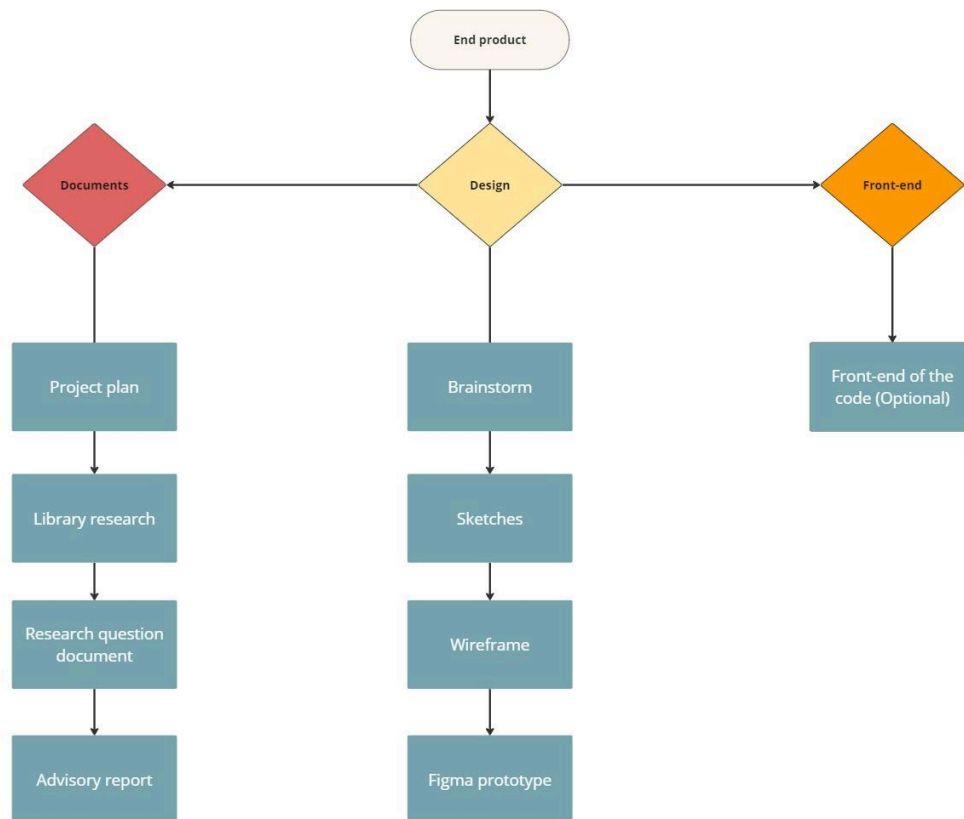 End product
Documents
Design
Front-end
Project plan
Brainstorm
Front-end of the
code (Optional)
Library research
Sketches
Research question
document
Wireframe
Advisory report
Figma prototype